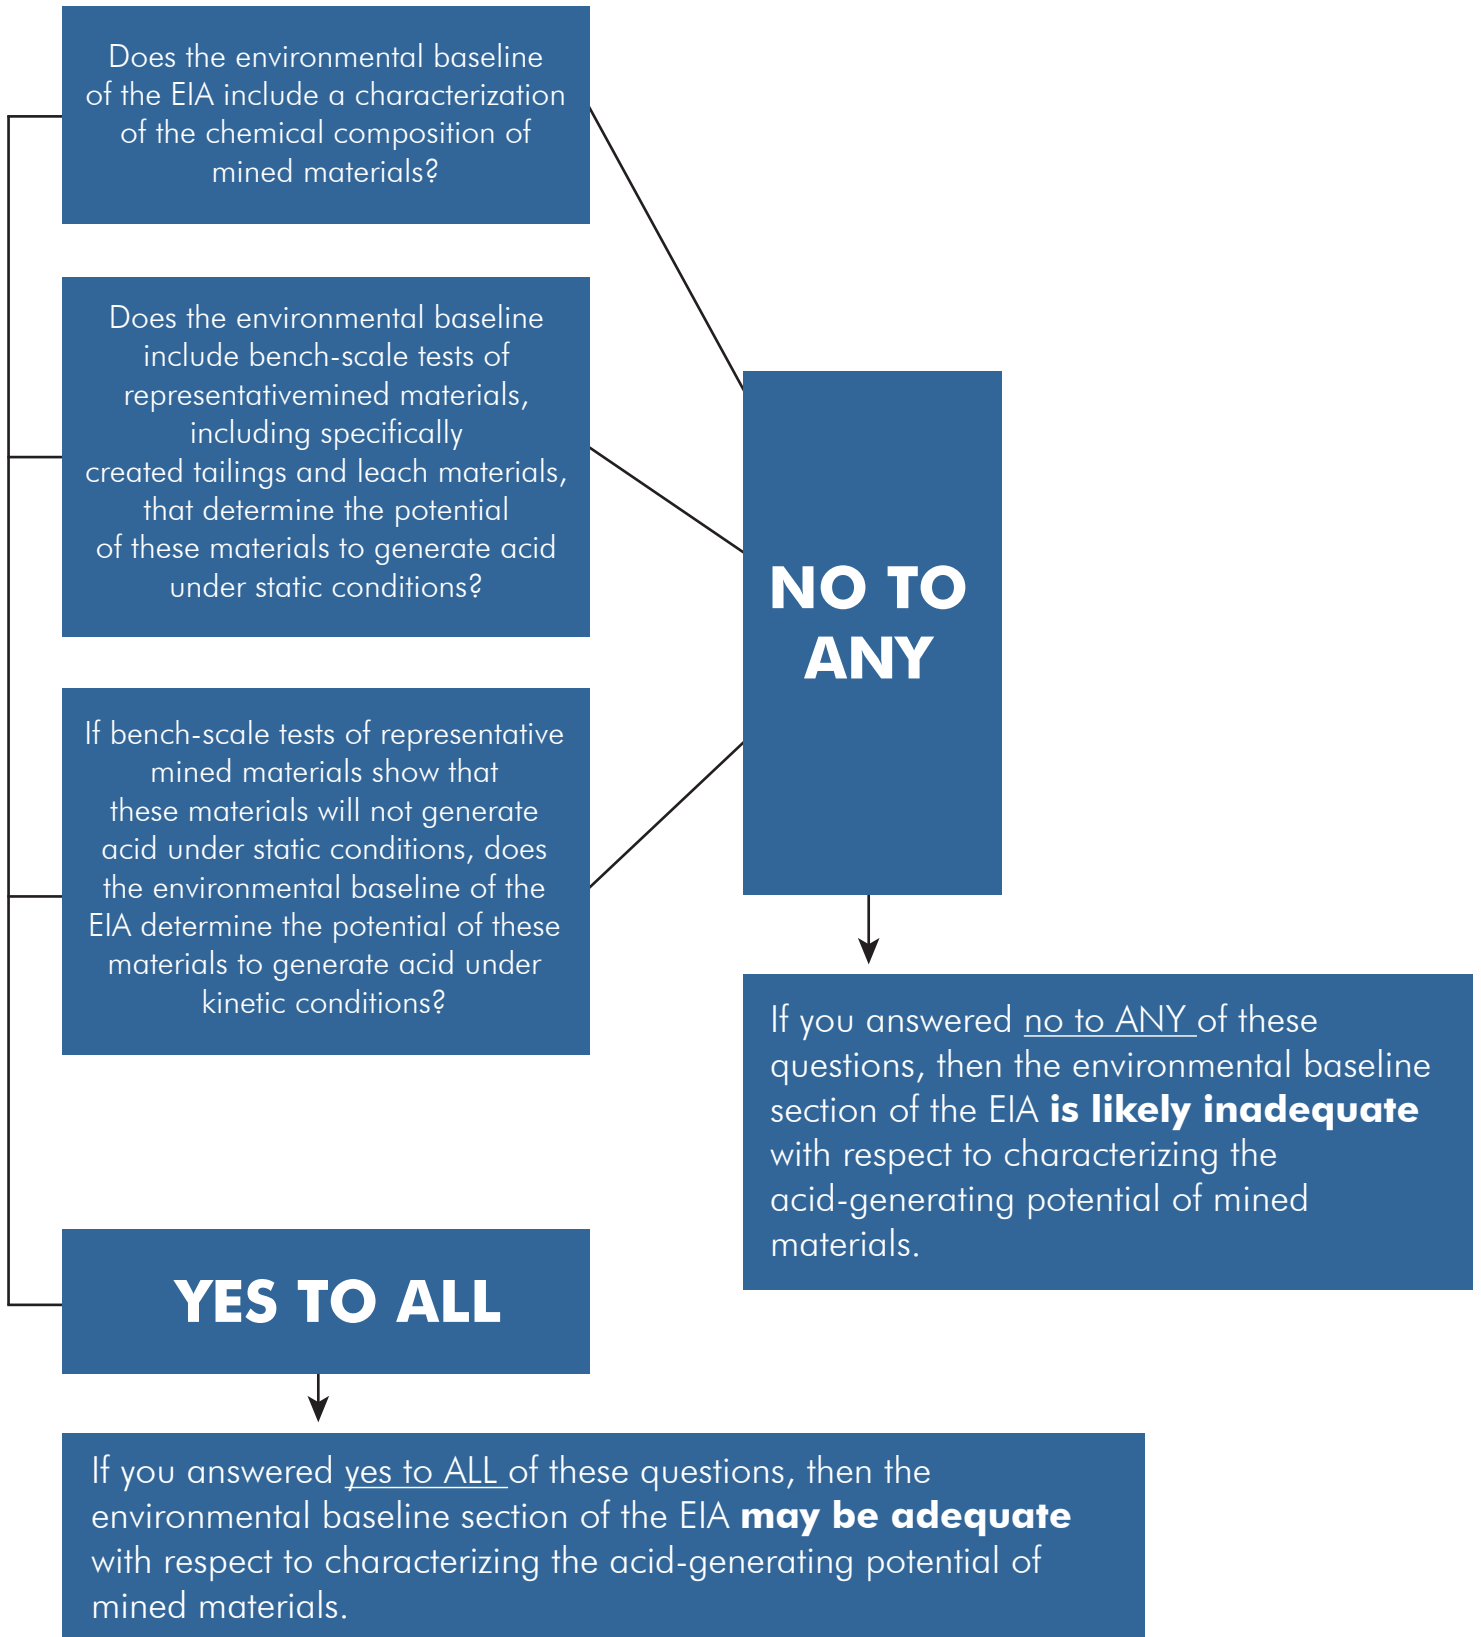 Does the environmental baseline
of the EIA include a characterization
of the chemical composition of
mined materials?
Does the environmental baseline
include bench-scale tests of
representativemined materials,
including specifically
created tailings and leach materials,
that determine the potential
of these materials to generate acid
under static conditions?
If bench-scale tests of representative
mined materials show that
these materials will not generate
acid under static conditions, does
the environmental baseline of the
EIA determine the potential of these
materials to generate acid under
kinetic conditions?
NO TO
ANY
If you answered no to ANY of these
questions, then the environmental baseline
section of the EIA is likely inadequate
with respect to characterizing the
acid-generating potential of mined
materials.
YES TO ALL
If you answered yes to ALL of these questions, then the
environmental baseline section of the EIA may be adequate
with respect to characterizing the acid-generating potential of
mined materials.